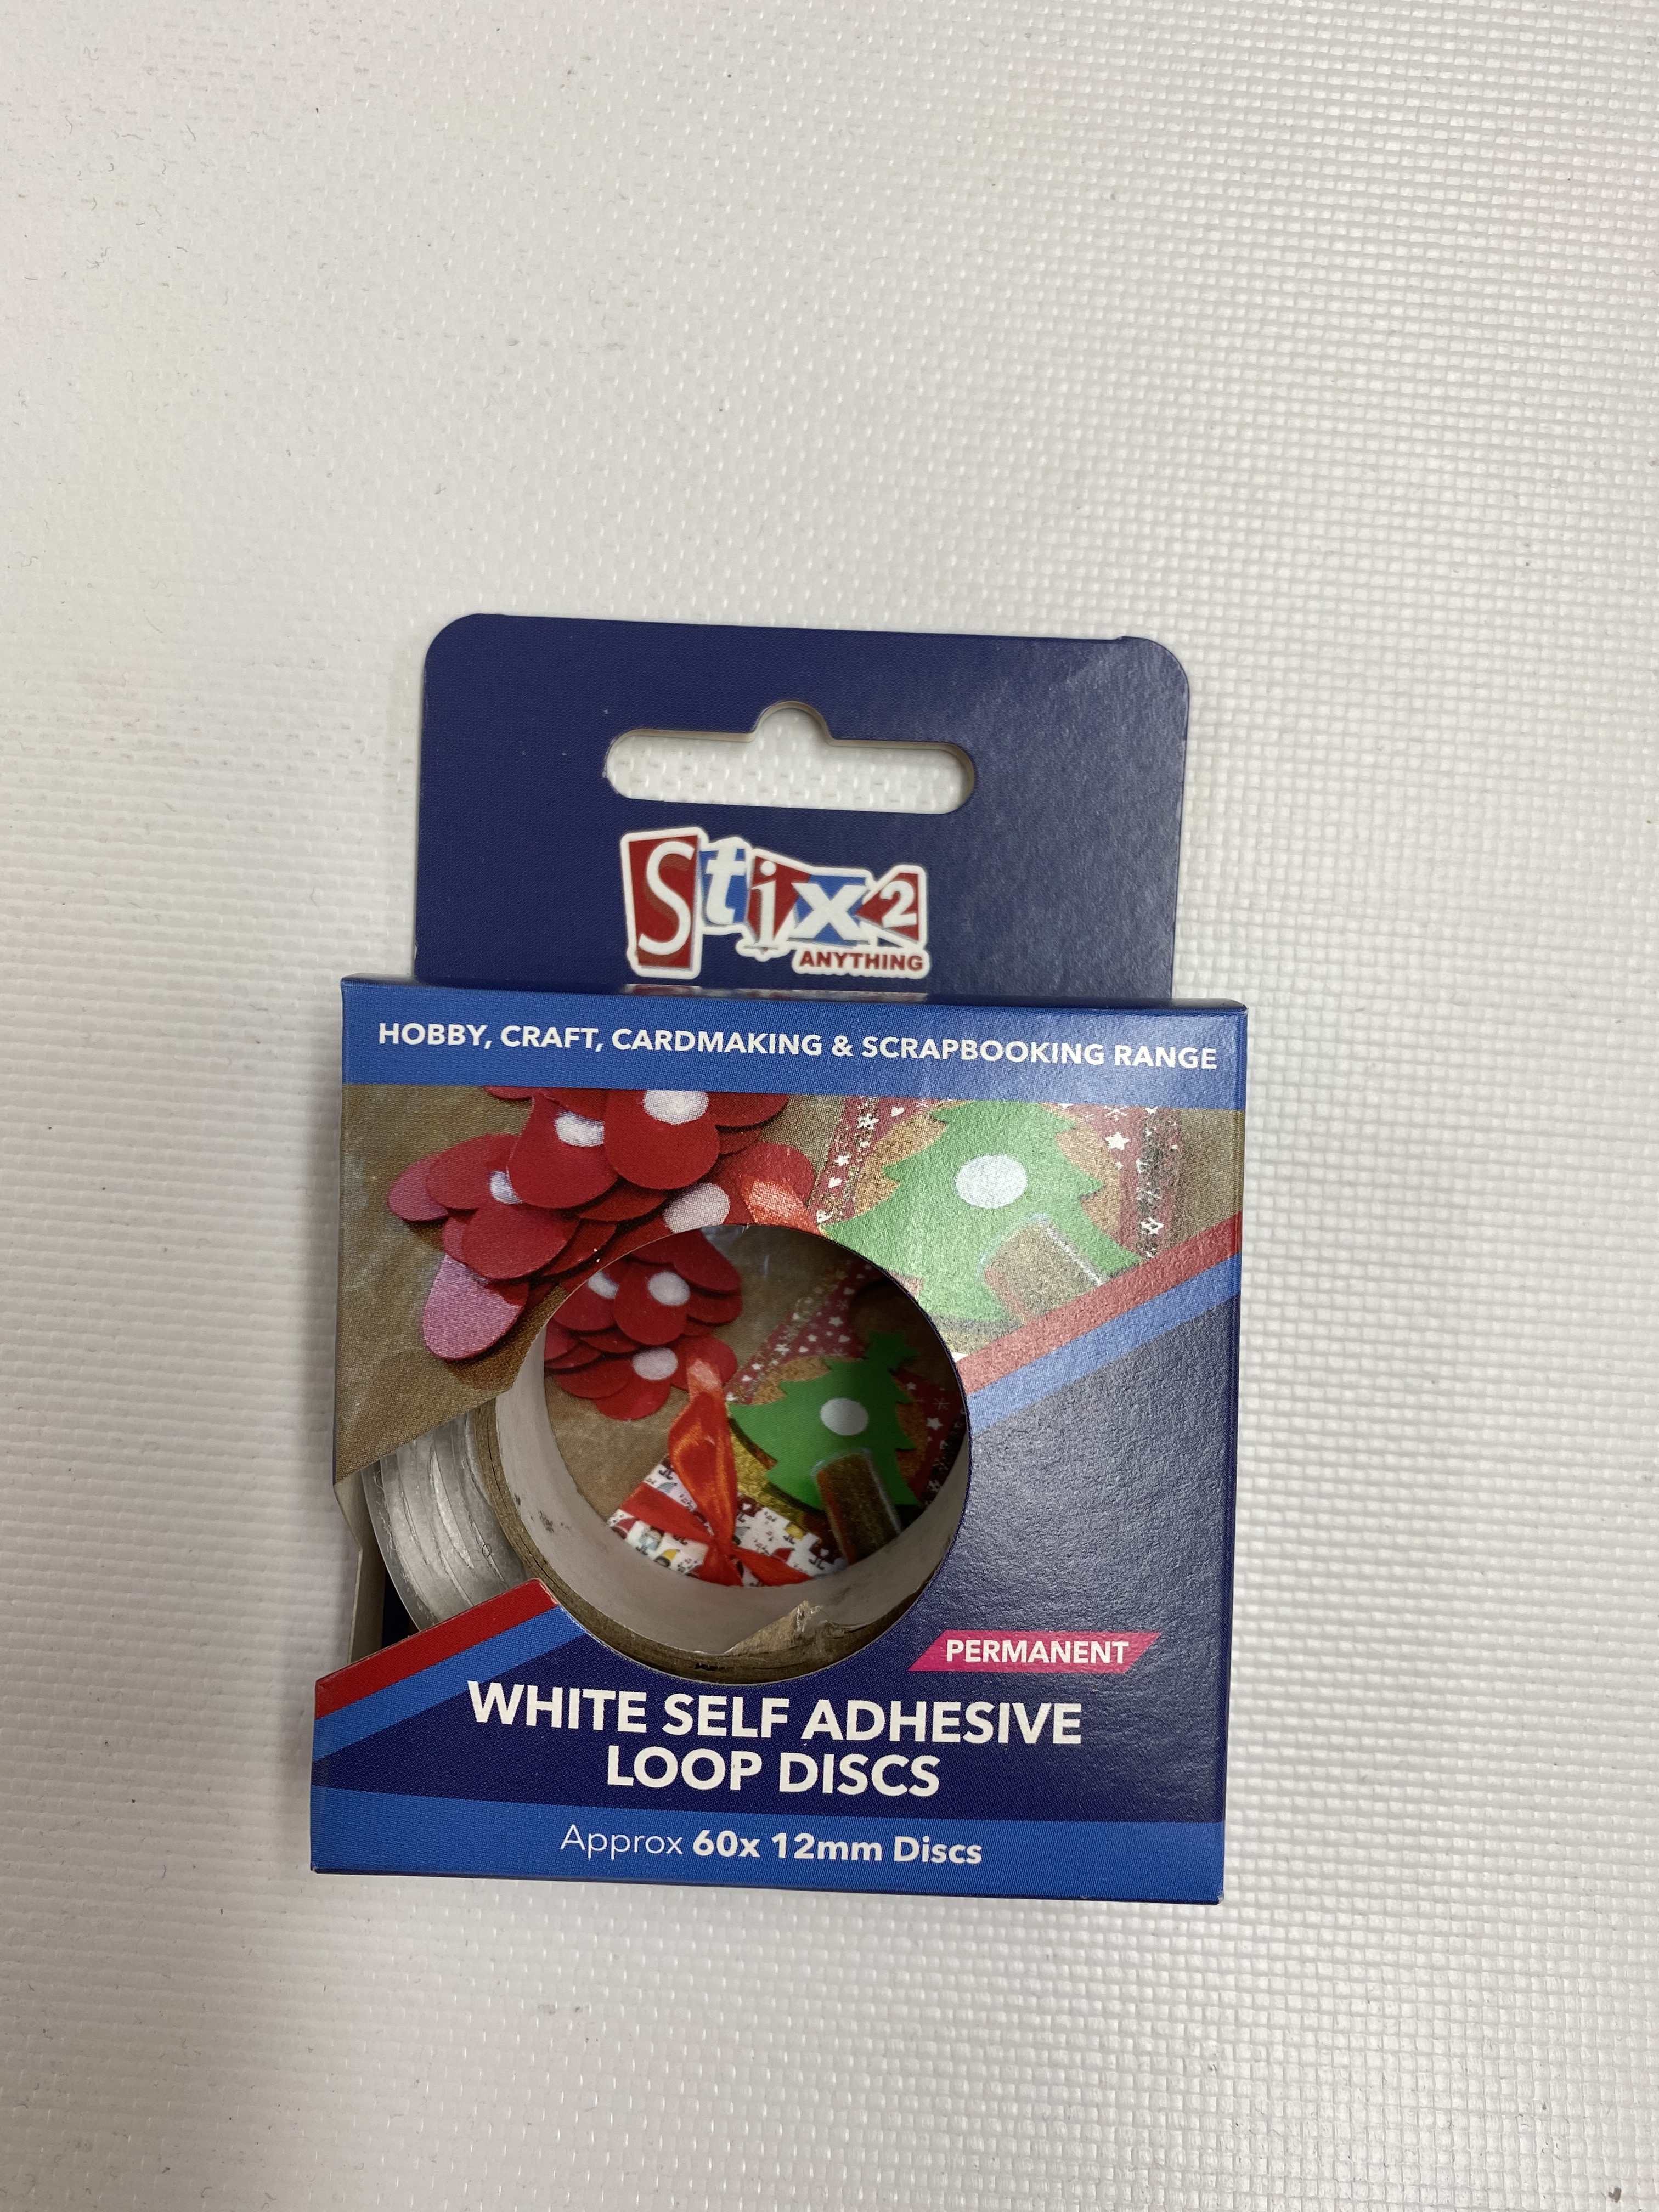 Stix2
ANYTHING
HOBBY, CRAFT, CARDMAKING & SCRAPBOOKING RANGE
PERMANENT
WHITE SELF ADHESIVE
LOOP DISCS
Approx 60x 12mm Discs